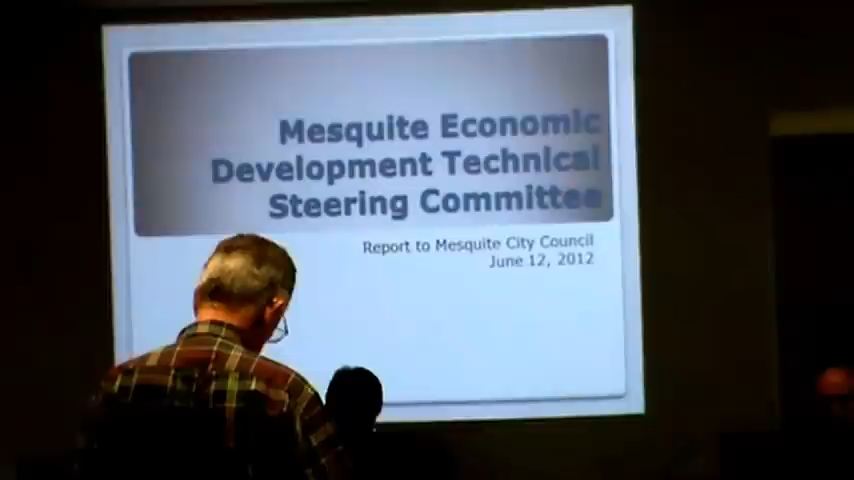 Mesquite Economic
Development Technical
Steering Committee
Report to Mesquite City Council
June 12, 2012